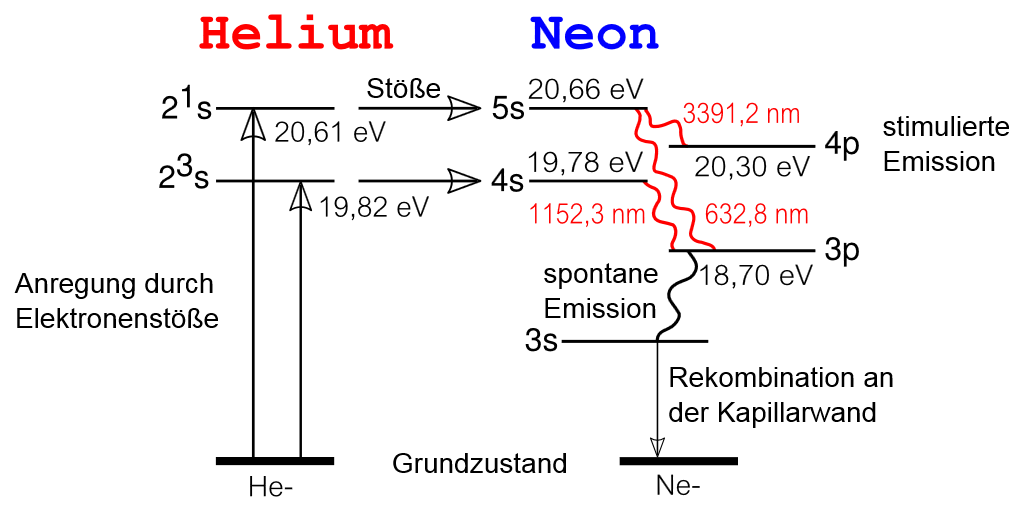 Helium
Neon
Stöße
2¹s
20,61 eV
5s
20,66 eV
3391,2 nm
4p
20,30 eV
stimulierte
Emission
2³s
19,82 eV
4s
19,78 eV
1152,3 nm
632,8 nm
3p
18,70 eV
Anregung durch
Elektronenstöße
spontane
Emission
3s
Rekombination an
der Kapillarwand
Grundzustand
He-
Ne-